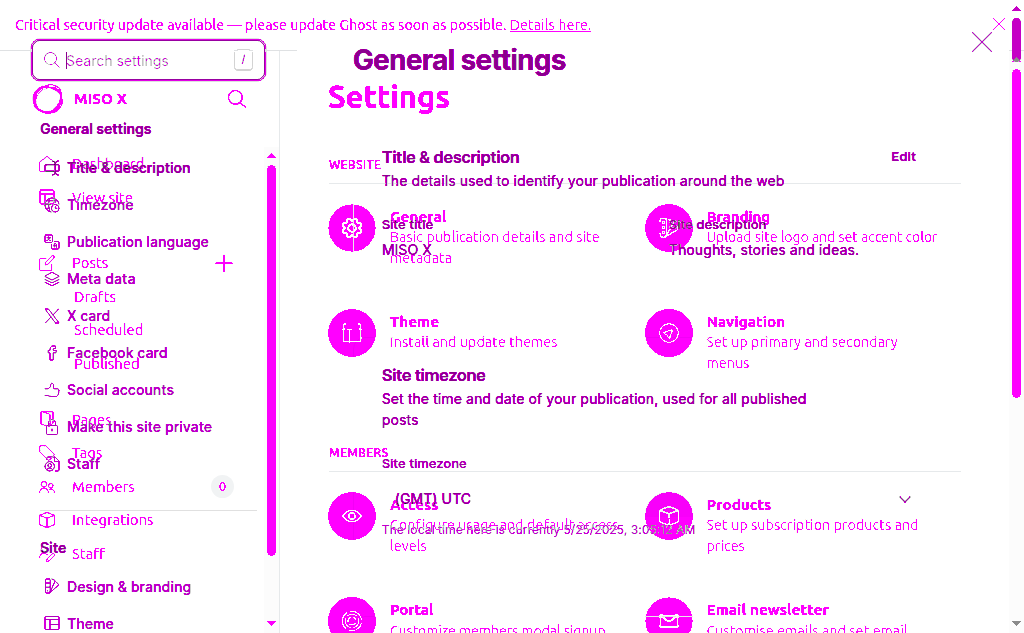 Critical security update available — please update Ghost as soon as possible. Details here.
Search settings
/
General settings
Settings
MISO X
General settings
Dashboard
Title & description
View site
Timezone
Publication language
Posts
Meta data
Drafts
X card
Scheduled
Facebook card
Published
Social accounts
Pages
Make this site private
Tags
Staff
Members
0
Integrations
Site
Staff
Design & branding
Theme
WEBSITE
Title & description
Edit
The details used to identify your publication around the web
General
Basic publication details and site
metadata
Site title
MISO X
Branding
Upload site logo and set accent color
Site description
Thoughts, stories and ideas.
Theme
Install and update themes
Navigation
Set up primary and secondary
menus
Site timezone
Set the time and date of your publication, used for all published
posts
MEMBERS
Site timezone
(GMT) UTC
Access
Configure usage and default access
levels
The local time here is currently 5/25/2025, 3:05:12 AM
Products
Set up subscription products and
prices
Portal
Customize members modal signup
Email newsletter
Customise emails and set email